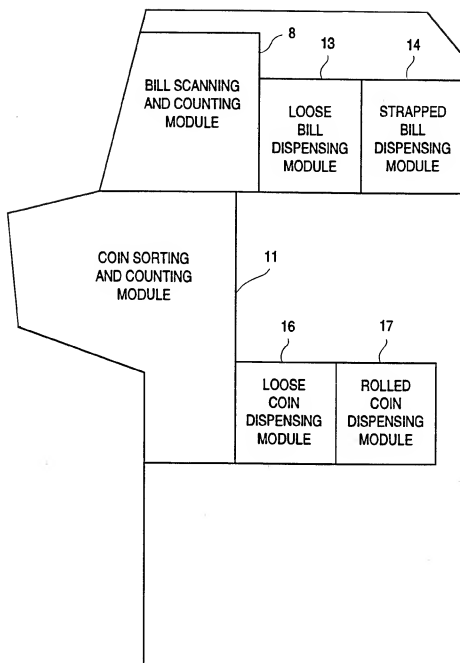 8
13
14
BILL SCANNING
AND COUNTING
MODULE
LOOSE
BILL
DISPENSING
MODULE
STRAPPED
BILL
DISPENSING
MODULE
COIN SORTING
AND COUNTING
MODULE
11
16
17
LOOSE
COIN
DISPENSING
MODULE
ROLLED
COIN
DISPENSING
MODULE